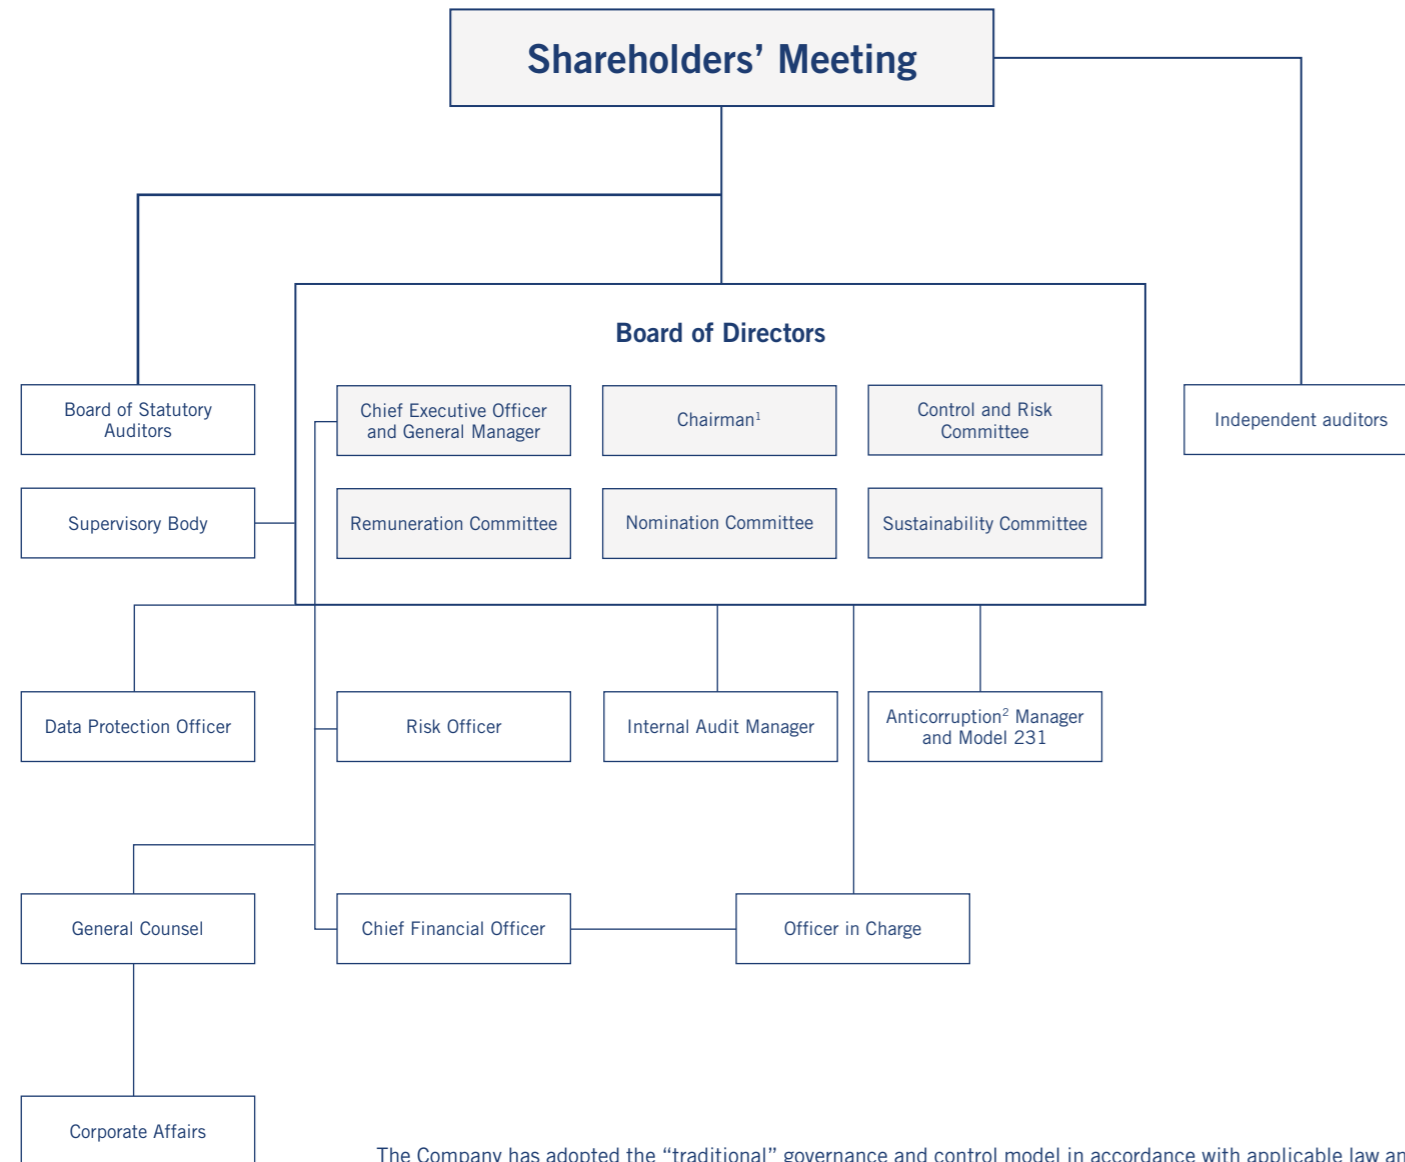 Shareholders’ Meeting
Board of Directors
Board of Statutory
Auditors
Chief Executive Officer
and General Manager
Chairman¹
Control and Risk
Committee
Independent auditors
Supervisory Body
Remuneration Committee
Nomination Committee
Sustainability Committee
Data Protection Officer
Risk Officer
Internal Audit Manager
Anticorruption² Manager
and Model 231
General Counsel
Chief Financial Officer
Officer in Charge
Corporate Affairs
The Company has adopted the “traditional” governance and control model in accordance with applicable law an